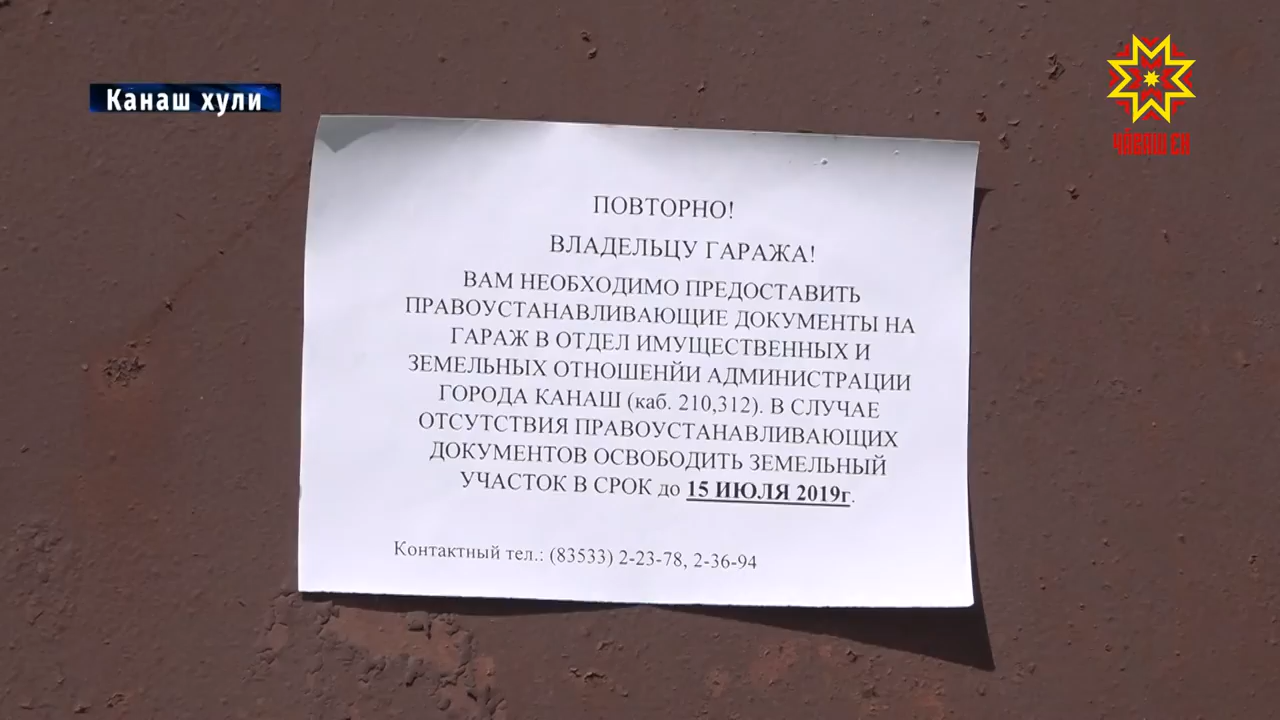 Канаш хули
ЧӐВАШ ЕН
ПОВТОРНО!
ВЛАДЕЛЬЦУ ГАРАЖА!
ВАМ НЕОБХОДИМО ПРЕДОСТАВИТЬ
ПРАВОУСТАНАВЛИВАЮЩИЕ ДОКУМЕНТЫ НА
ГАРАЖ В ОТДЕЛ ИМУЩЕСТВЕННЫХ И
ЗЕМЕЛЬНЫХ ОТНОШЕНЙИ АДМИНИСТРАЦИИ
ГОРОДА КАНАШ (каб. 210,312). В СЛУЧАЕ
ОТСУТСТВИЯ ПРАВОУСТАНАВЛИВАЮЩИХ
ДОКУМЕНТОВ ОСВОБОДИТЬ ЗЕМЕЛЬНЫЙ
УЧАСТОК В СРОК до 15 ИЮЛЯ 2019г.
Контактный тел.: (83533) 2-23-78, 2-36-94